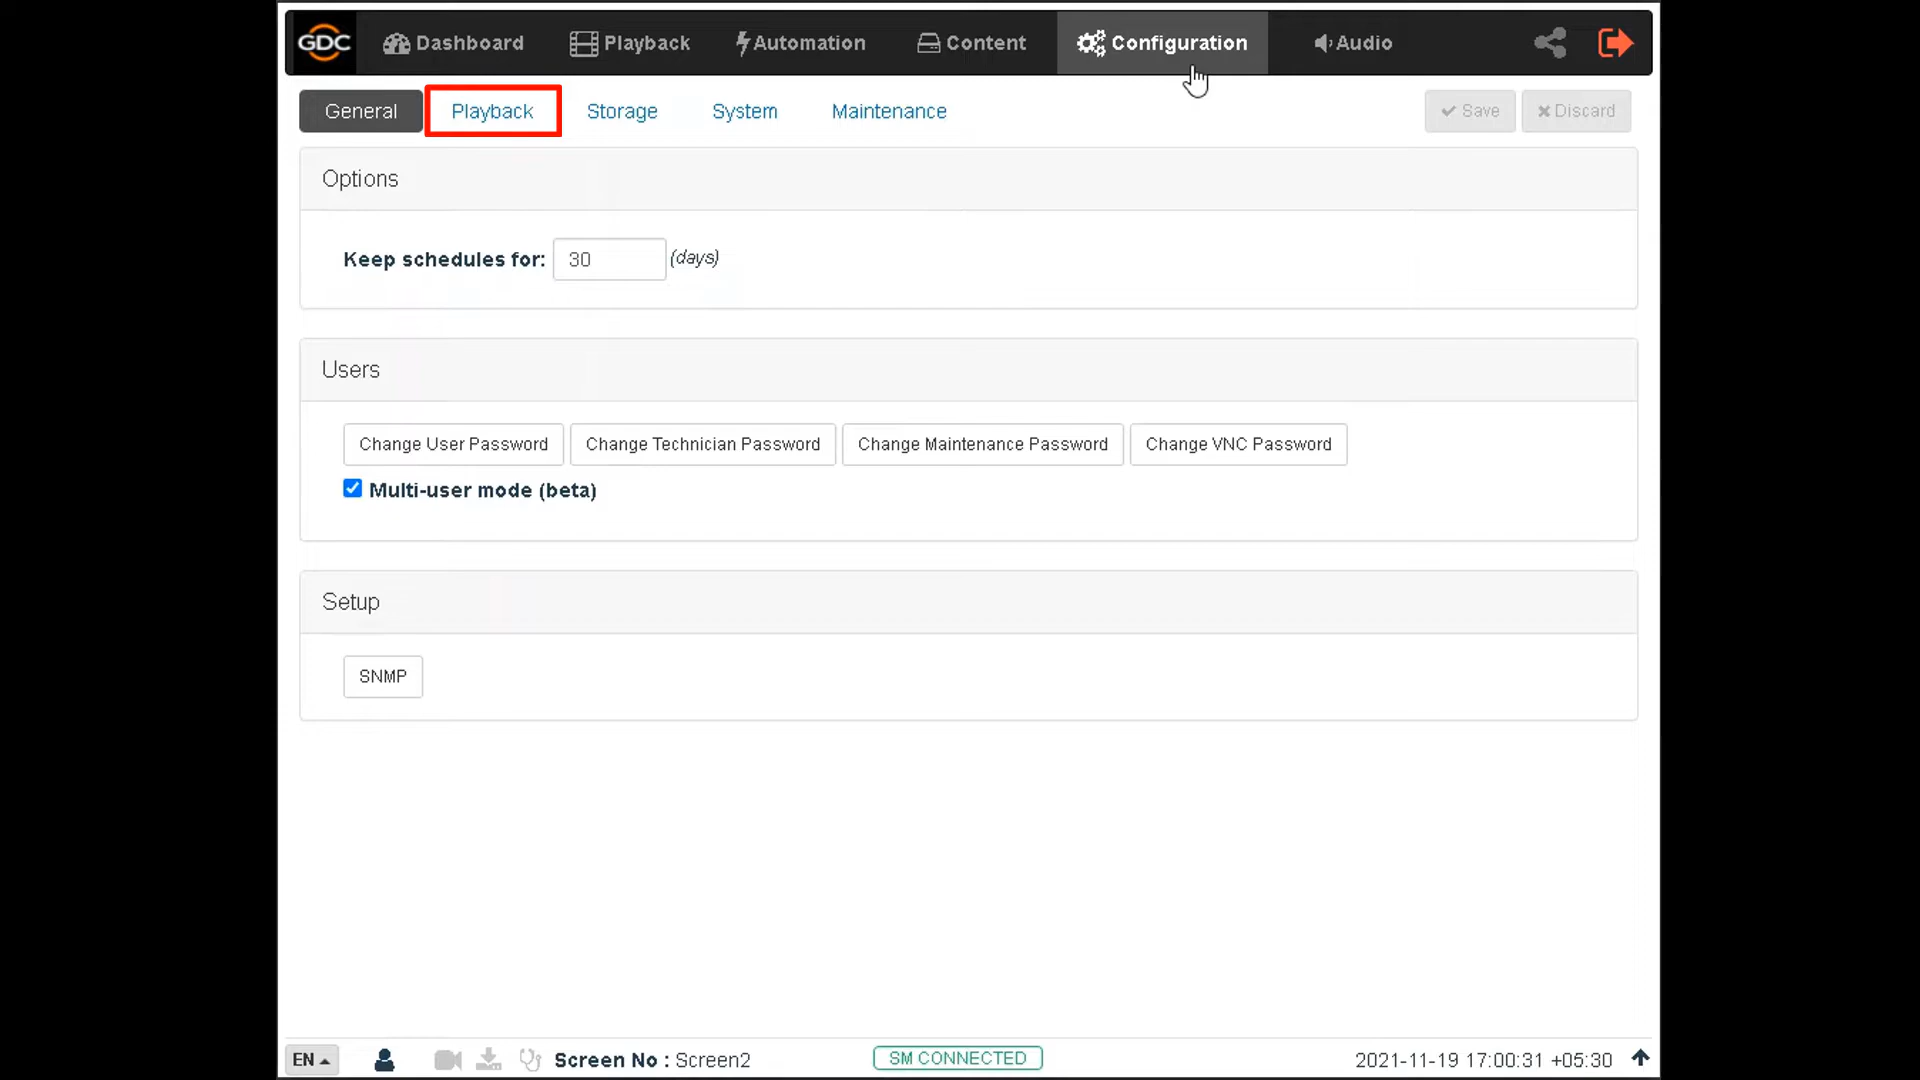 GDC Dashboard Playback Automation Content Configuration Audio
General Playback Storage System Maintenance Save Discard
Options
Keep schedules for: 30 (days)
Users
Change User Password Change Technician Password Change Maintenance Password Change VNC Password
Multi-user mode (beta)
Setup
SNMP
EN Screen No : Screen2 SM CONNECTED 2021-11-19 17:00:31 +05:30